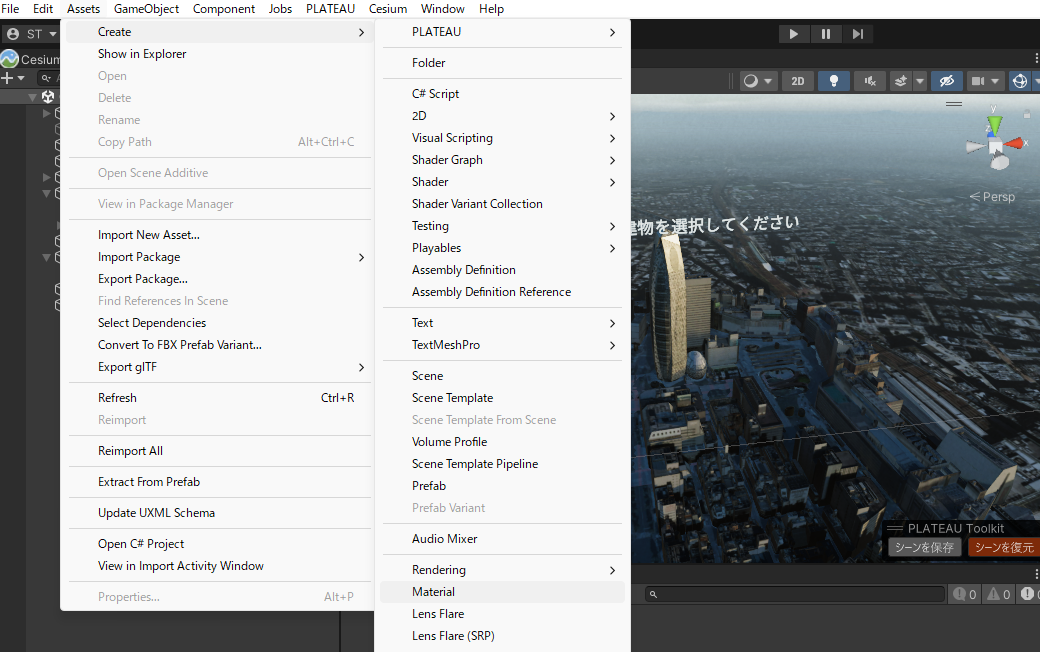 File Edit Assets GameObject Component Jobs PLATEAU Cesium Window Help
ST
Cesium
Create
Show in Explorer
Open
Delete
Rename
Copy Path Alt+Ctrl+C
Open Scene Additive
View in Package Manager
Import New Asset...
Import Package
Export Package...
Find References In Scene
Select Dependencies
Convert To FBX Prefab Variant...
Export glTF
Refresh Ctrl+R
Reimport
Reimport All
Extract From Prefab
Update UXML Schema
Open C# Project
View in Import Activity Window
Properties... Alt+P
PLATEAU
Folder
C# Script
2D
Visual Scripting
Shader Graph
Shader
Shader Variant Collection
Testing
Playables
Assembly Definition
Assembly Definition Reference
Text
TextMeshPro
Scene
Scene Template
Scene Template From Scene
Volume Profile
Scene Template Pipeline
Prefab
Prefab Variant
Audio Mixer
Rendering
Material
Lens Flare
Lens Flare (SRP)
2D
y
z
x
Persp
建物を選択してください
PLATEAU Toolkit
シーンを保存 シーンを復元
0 0 0